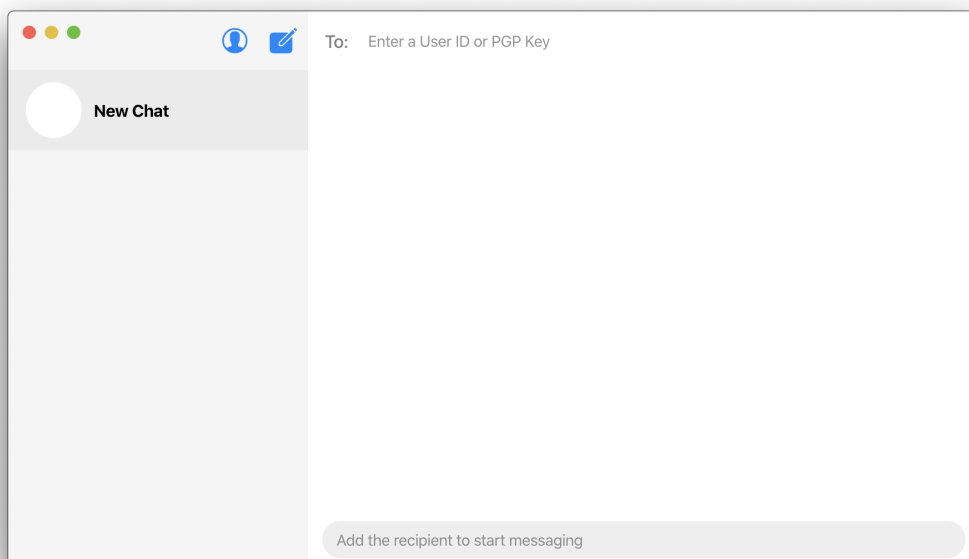 To: Enter a User ID or PGP Key
New Chat
Add the recipient to start messaging